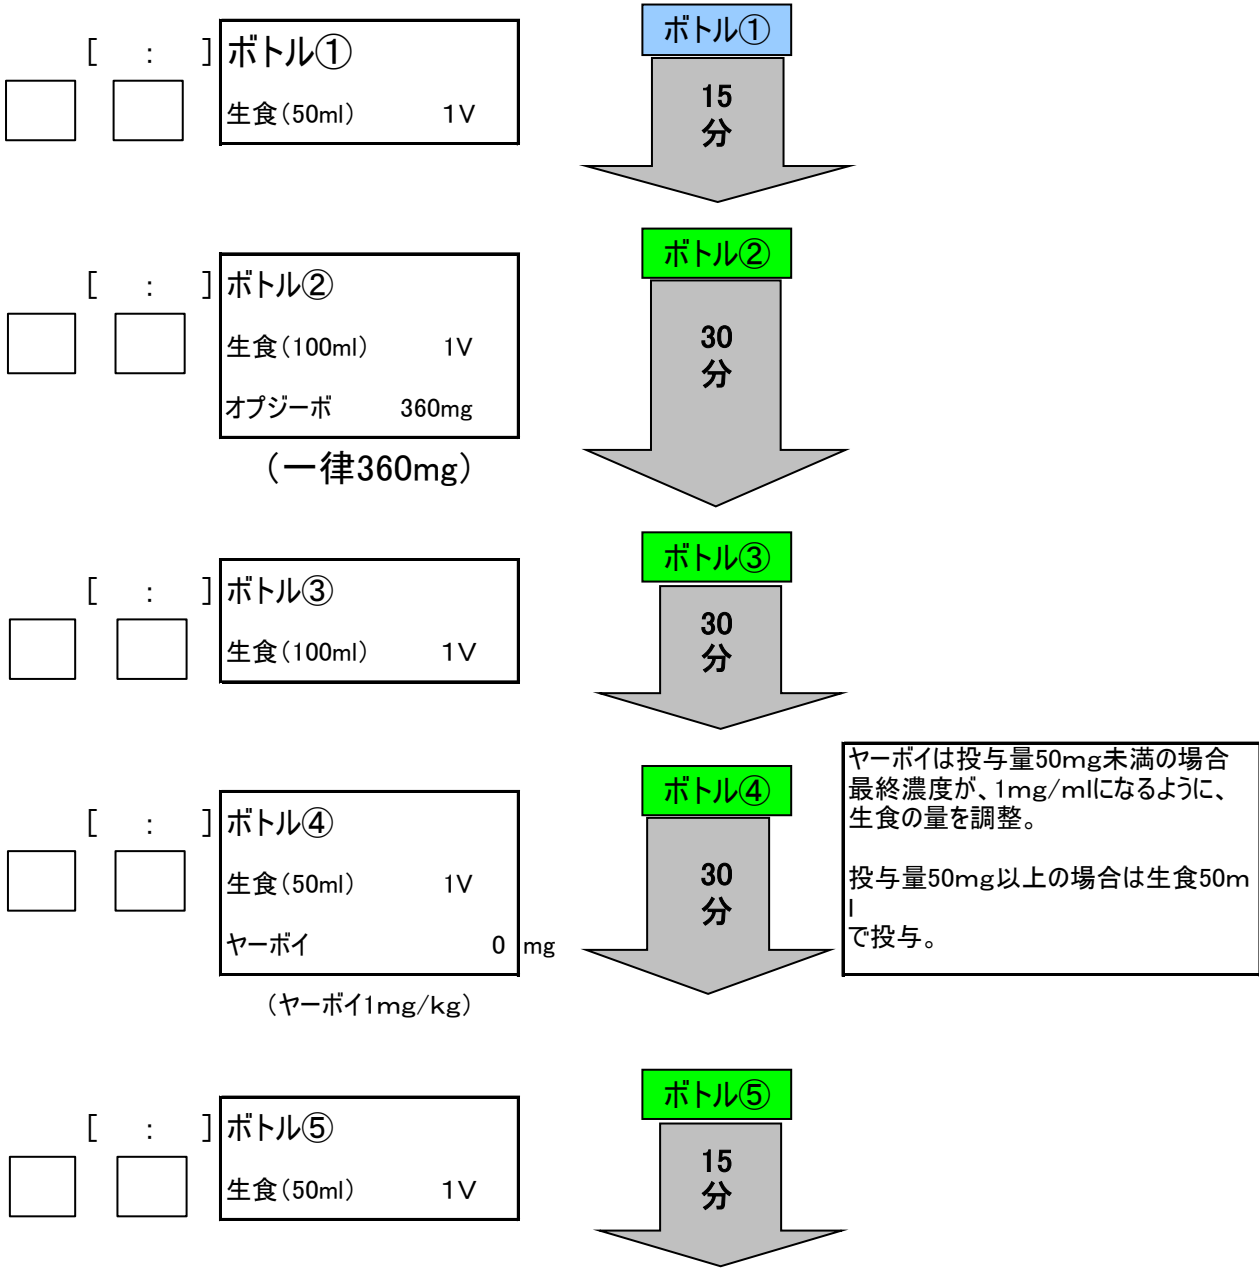 [　:　] ボトル① ボトル①
生食（50ml） 1V
15
分
[　:　] ボトル② ボトル②
生食（100ml） 1V
オプジーボ 360mg
（一律360mg）
30
分
[　:　] ボトル③ ボトル③
生食（100ml） 1V
30
分
[　:　] ボトル④ ボトル④
生食（50ml） 1V
ヤーボイ 0 mg
（ヤーボイ1mg/kg）
30
分
ヤーボイは投与量50mg未満の場合
最終濃度が、1mg/mlになるように、
生食の量を調整。
投与量50mg以上の場合は生食50m
l
で投与。
[　:　] ボトル⑤ ボトル⑤
生食（50ml） 1V
15
分